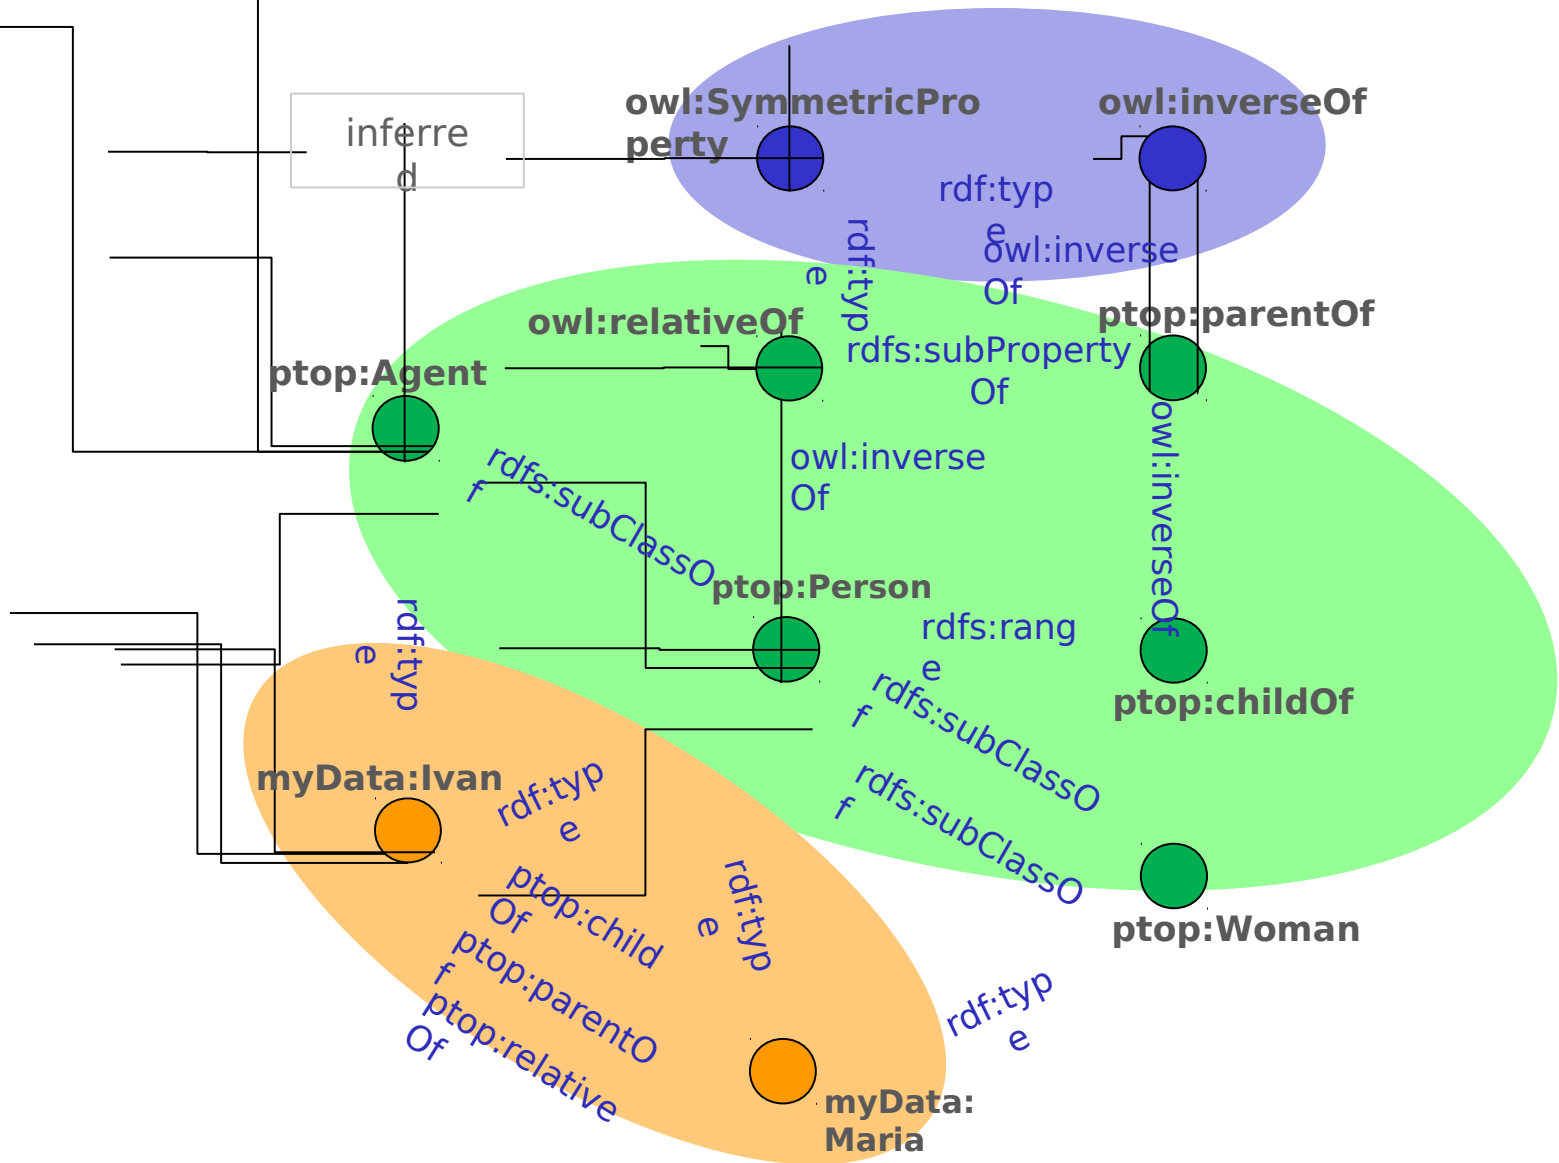 owl:SymmetricPro
perty
owl:inverseOf
inferre
d
rdf:typ
e
rdf:typ
e
owl:inverse
Of
ptop:parentOf
owl:relativeOf
rdfs:subProperty
Of
ptop:Agent
owl:inverse
Of
owl:inverseOf
rdfs:subClassO
f
ptop:Person
rdf:typ
e
rdfs:rang
e
ptop:childOf
rdfs:subClassO
f
myData:Ivan
rdf:typ
e
rdfs:subClassO
f
ptop:child
Of
rdf:typ
e
ptop:Woman
ptop:parentO
f
ptop:relative
Of
rdf:typ
e
myData:
Maria